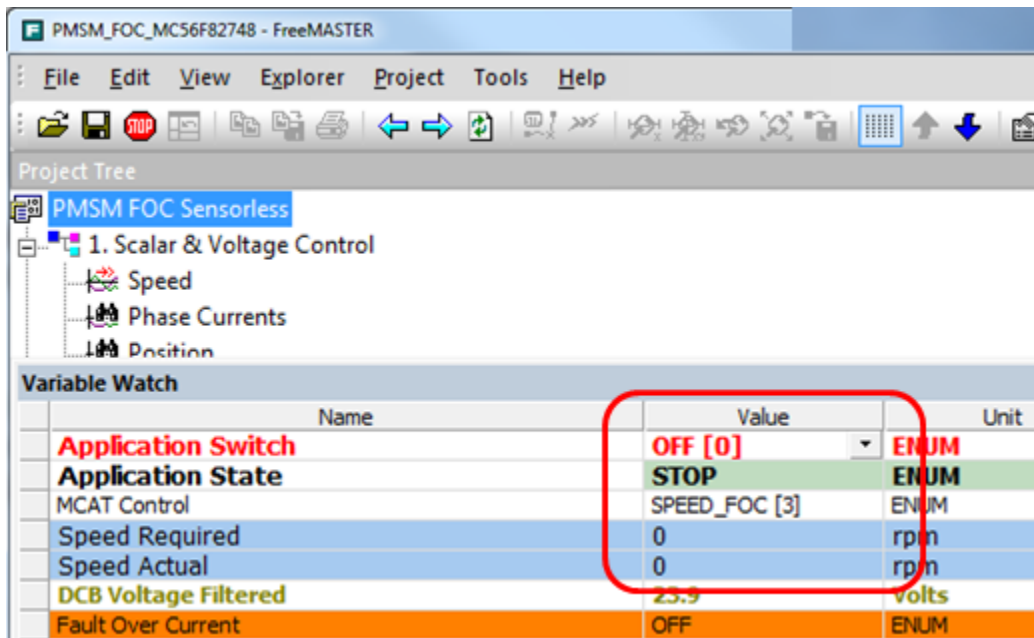 PMSM_FOC_MC56F82748 - FreeMASTER
File Edit View Explorer Project Tools Help
STOP
Project Tree
PMSM FOC Sensorless
1. Scalar & Voltage Control
Speed
Phase Currents
Position
Variable Watch
Name Value Unit
Application Switch OFF [0] ENUM
Application State STOP ENUM
MCAT Control SPEED_FOC [3] ENUM
Speed Required 0 rpm
Speed Actual 0 rpm
DCB Voltage Filtered 23.9 Volts
Fault Over Current OFF ENUM